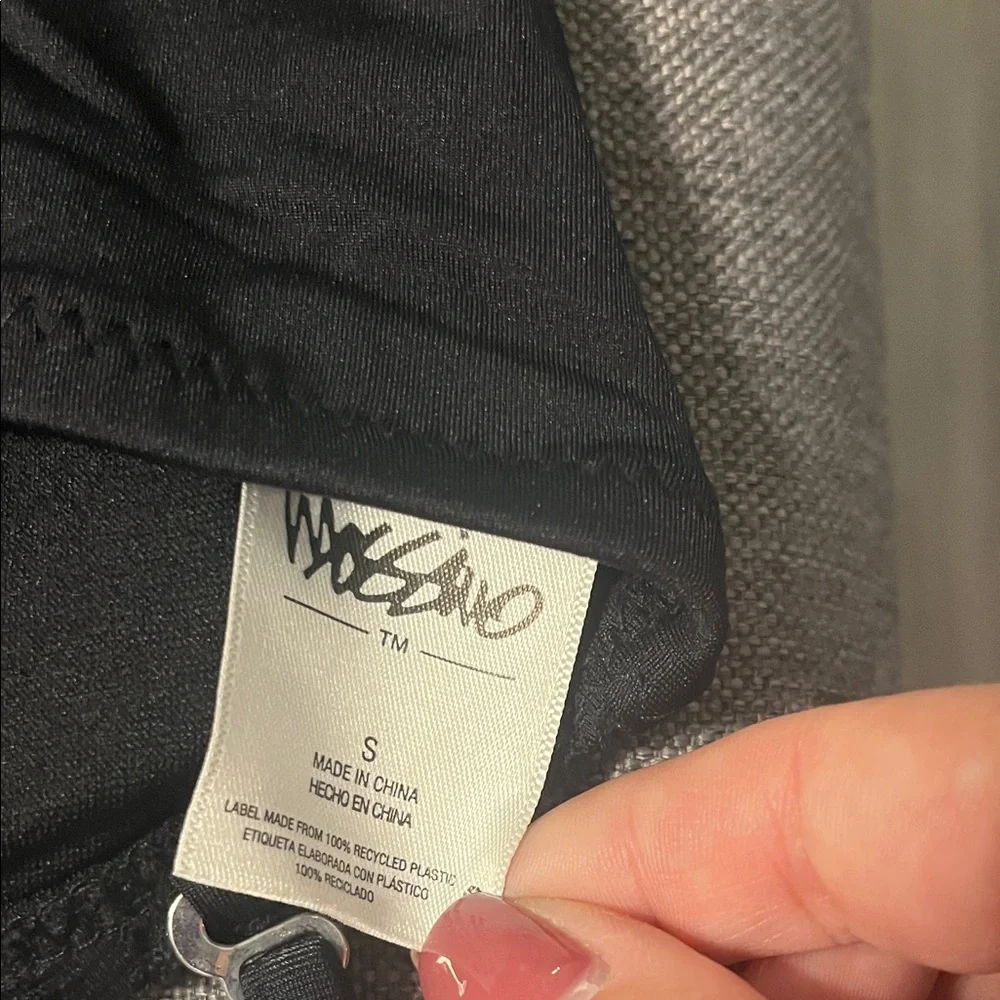 MOSSIMO
TM
S
MADE IN CHINA
HECHO EN CHINA
LABEL MADE FROM 100% RECYCLED PLASTIC
ETIQUETA ELABORADA CON PLÁSTICO
100% RECICLADO